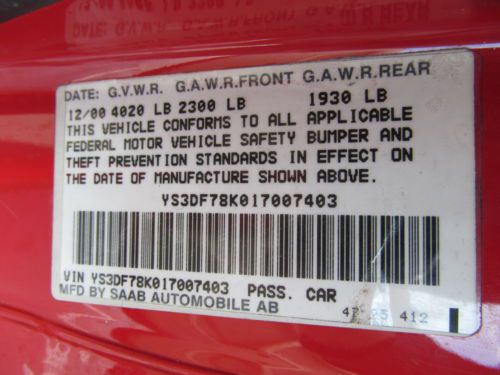 DATE: G.V.W.R. G.A.W.R.FRONT G.A.W.R.REAR
12/00 4020 LB 2300 LB 1930 LB
THIS VEHICLE CONFORMS TO ALL APPLICABLE
FEDERAL MOTOR VEHICLE SAFETY BUMPER AND
THEFT PREVENTION STANDARDS IN EFFECT ON
THE DATE OF MANUFACTURE SHOWN ABOVE.
YS3DF78K017007403
VIN YS3DF78K017007403 PASS. CAR
MFD BY SAAB AUTOMOBILE AB
412